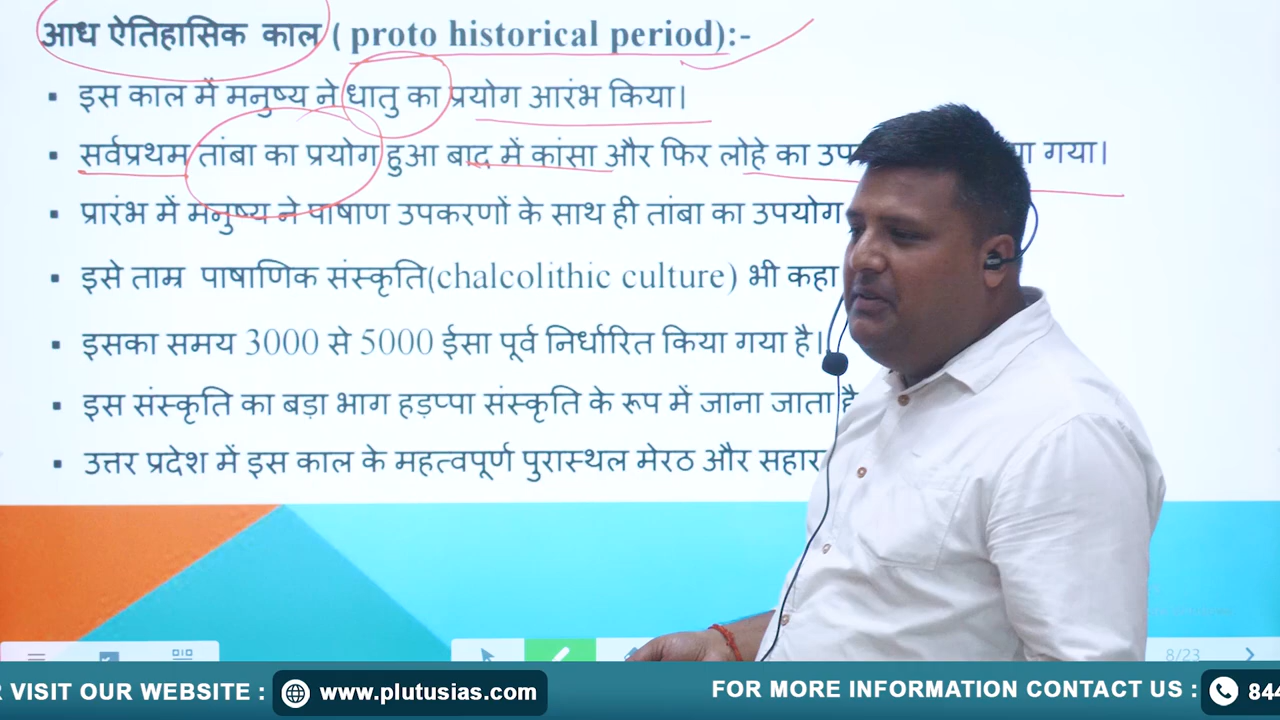 आध ऐतिहासिक काल ( proto historical period):-
▪ इस काल में मनुष्य ने धातु का प्रयोग आरंभ किया।
▪ सर्वप्रथम तांबा का प्रयोग हुआ बाद में कांसा और फिर लोहे का गया।
▪ प्रारंभ में मनुष्य ने पाषाण उपकरणों के साथ ही तांबा का उपयोग
▪ इसे ताम्र पाषाणिक संस्कृति(chalcolithic culture) भी कहा
▪ इसका समय 3000 से 5000 ईसा पूर्व निर्धारित किया गया है।
▪ इस संस्कृति का बड़ा भाग हड़प्पा संस्कृति के रूप में जाना जाता है
▪ उत्तर प्रदेश में इस काल के महत्वपूर्ण पुरास्थल मेरठ और सहार
8/23
R VISIT OUR WEBSITE : www.plutusias.com FOR MORE INFORMATION CONTACT US : 844